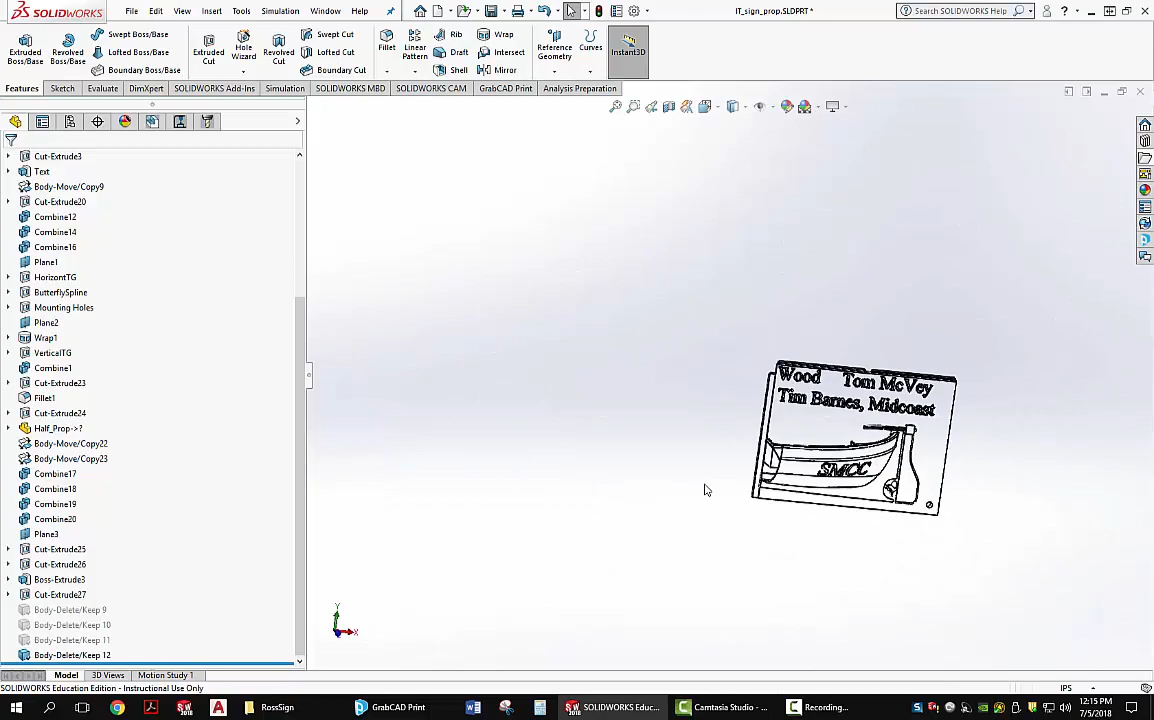 SOLIDWORKS
File
Edit
View
Insert
Tools
Simulation
Window
Help
IT_sign_prop.SLDPRT *
Search SOLIDWORKS Help
?
Extruded Boss/Base
Revolved Boss/Base
Swept Boss/Base
Lofted Boss/Base
Boundary Boss/Base
Extruded Cut
Hole Wizard
Revolved Cut
Swept Cut
Lofted Cut
Boundary Cut
Fillet
Linear Pattern
Rib
Draft
Shell
Wrap
Intersect
Mirror
Reference Geometry
Curves
Instant3D
Features
Sketch
Evaluate
DimXpert
SOLIDWORKS Add-Ins
Simulation
SOLIDWORKS MBD
SOLIDWORKS CAM
GrabCAD Print
Analysis Preparation
Cut-Extrude3
Text
Body-Move/Copy9
Cut-Extrude20
Combine12
Combine14
Combine16
Plane1
HorizontTG
ButterflySpline
Mounting Holes
Plane2
Wrap1
VerticalTG
Combine1
Cut-Extrude23
Fillet1
Cut-Extrude24
Half_Prop->?
Body-Move/Copy22
Body-Move/Copy23
Combine17
Combine18
Combine19
Combine20
Plane3
Cut-Extrude25
Cut-Extrude26
Boss-Extrude3
Cut-Extrude27
Body-Delete/Keep 9
Body-Delete/Keep 10
Body-Delete/Keep 11
Body-Delete/Keep 12
Wood Tom McVey
Tim Barnes, Midcoast
SMCC
Y
X
Model
3D Views
Motion Study 1
SOLIDWORKS Education Edition - Instructional Use Only
IPS
RossSign
GrabCAD Print
SOLIDWORKS Educ...
Camtasia Studio - ...
Recording...
12:15 PM
7/5/2018